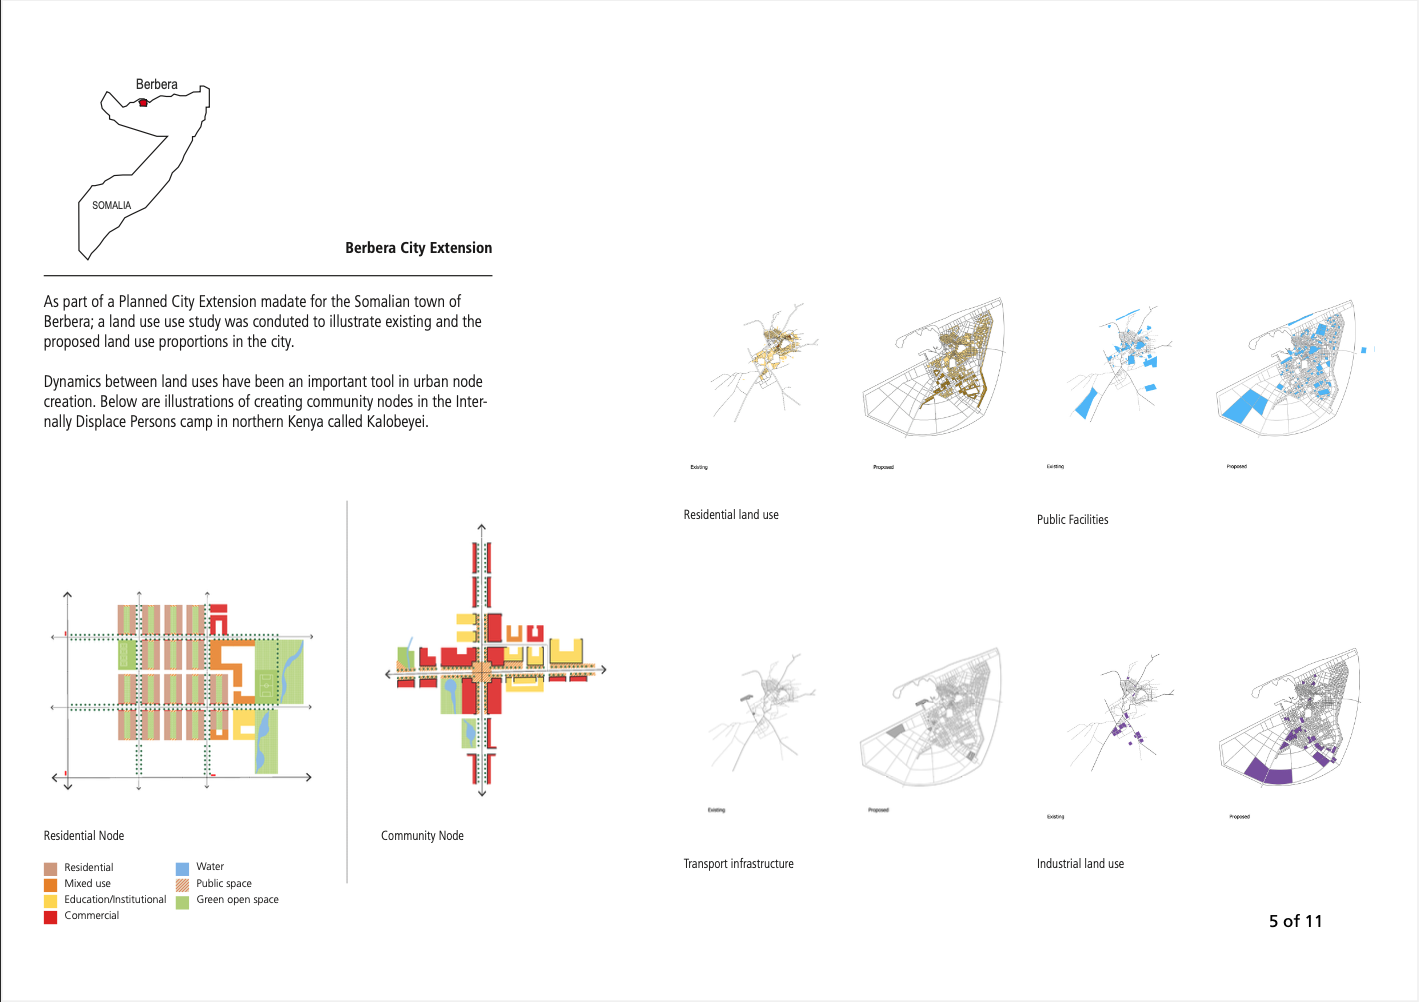 Berbera
SOMALIA
Berbera City Extension
As part of a Planned City Extension madate for the Somalian town of
Berbera; a land use use study was conduted to illustrate existing and the
proposed land use proportions in the city.
Dynamics between land uses have been an important tool in urban node
creation. Below are illustrations of creating community nodes in the Inter-
nally Displace Persons camp in northern Kenya called Kalobeyei.
Residential Node
Community Node
Residential
Mixed use
Education/Institutional
Commercial
Water
Public space
Green open space
Existing
Proposed
Residential land use
Existing
Proposed
Public Facilities
Existing
Proposed
Transport infrastructure
Existing
Proposed
Industrial land use
5 of 11